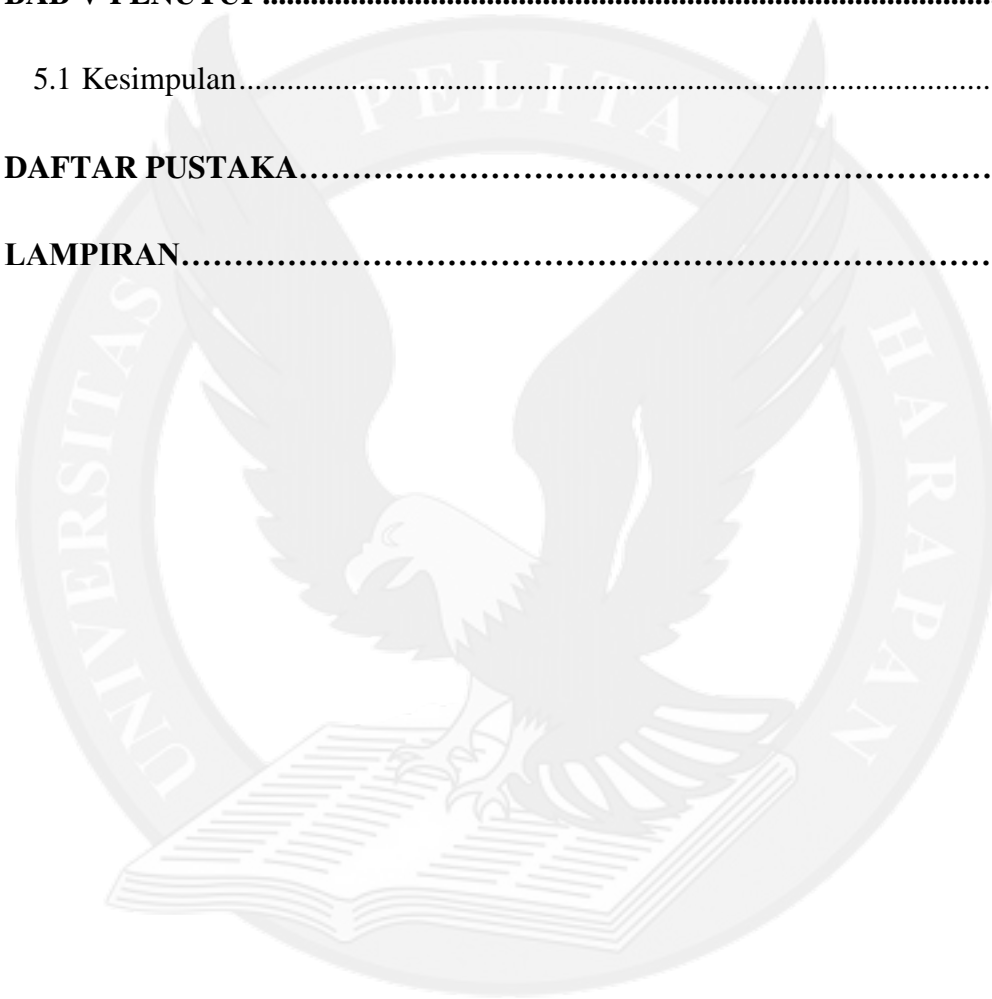 BAB V PENUTUP........................................................................................
5.1 Kesimpulan..............................................................................................
DAFTAR PUSTAKA……………………………………………………………
LAMPIRAN………………………………………………………………………
UNIVERSITAS PELITA HARAPAN